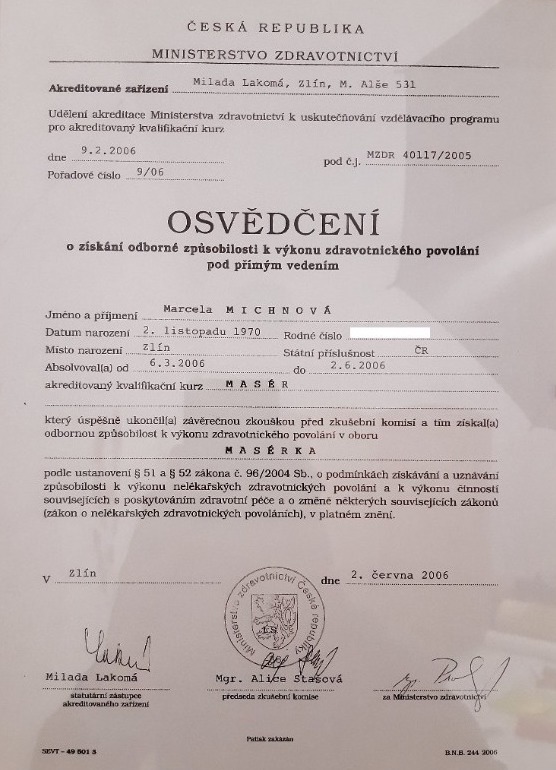 ČESKÁ REPUBLIKA
MINISTERSTVO ZDRAVOTNICTVÍ
Akreditované zařízení Milada Lakomá, Zlín, M. Alše 531
Udělení akreditace Ministerstva zdravotnictví k uskutečňování vzdělávacího programu
pro akreditovaný kvalifikační kurz
dne 9.2.2006 pod č.j. MZDR 40117/2005
Pořadové číslo 9/06
OSVĚDČENÍ
o získání odborné způsobilosti k výkonu zdravotnického povolání
pod přímým vedením
Jméno a příjmení Marcela MICHNOVÁ
Datum narození 2. listopadu 1970 Rodné číslo
Místo narození Zlín Státní příslušnost ČR
Absolvoval(a) od 6.3.2006 do 2.6.2006
akreditovaný kvalifikační kurz MASÉR
který úspěšně ukončil(a) závěrečnou zkouškou před zkušební komisí a tím získal(a)
odbornou způsobilost k výkonu zdravotnického povolání v oboru
MASÉRKA
podle ustanovení § 51 a § 52 zákona č. 96/2004 Sb., o podmínkách získávání a uznávání
způsobilosti k výkonu nelékařských zdravotnických povolání a k výkonu činností
souvisejících s poskytováním zdravotní péče a o změně některých souvisejících zákonů
(zákon o nelékařských zdravotnických povoláních), v platném znění.
V Zlín dne 2. června 2006
Ministerstvo zdravotnictví České republiky
Milada Lakomá Mgr. Alice Stašová
statutární zástupce předseda zkušební komise za Ministerstvo zdravotnictví
akreditovaného zařízení
Padělek zakázán
SEVT – 49 501 5 B.N.B. 244 2006